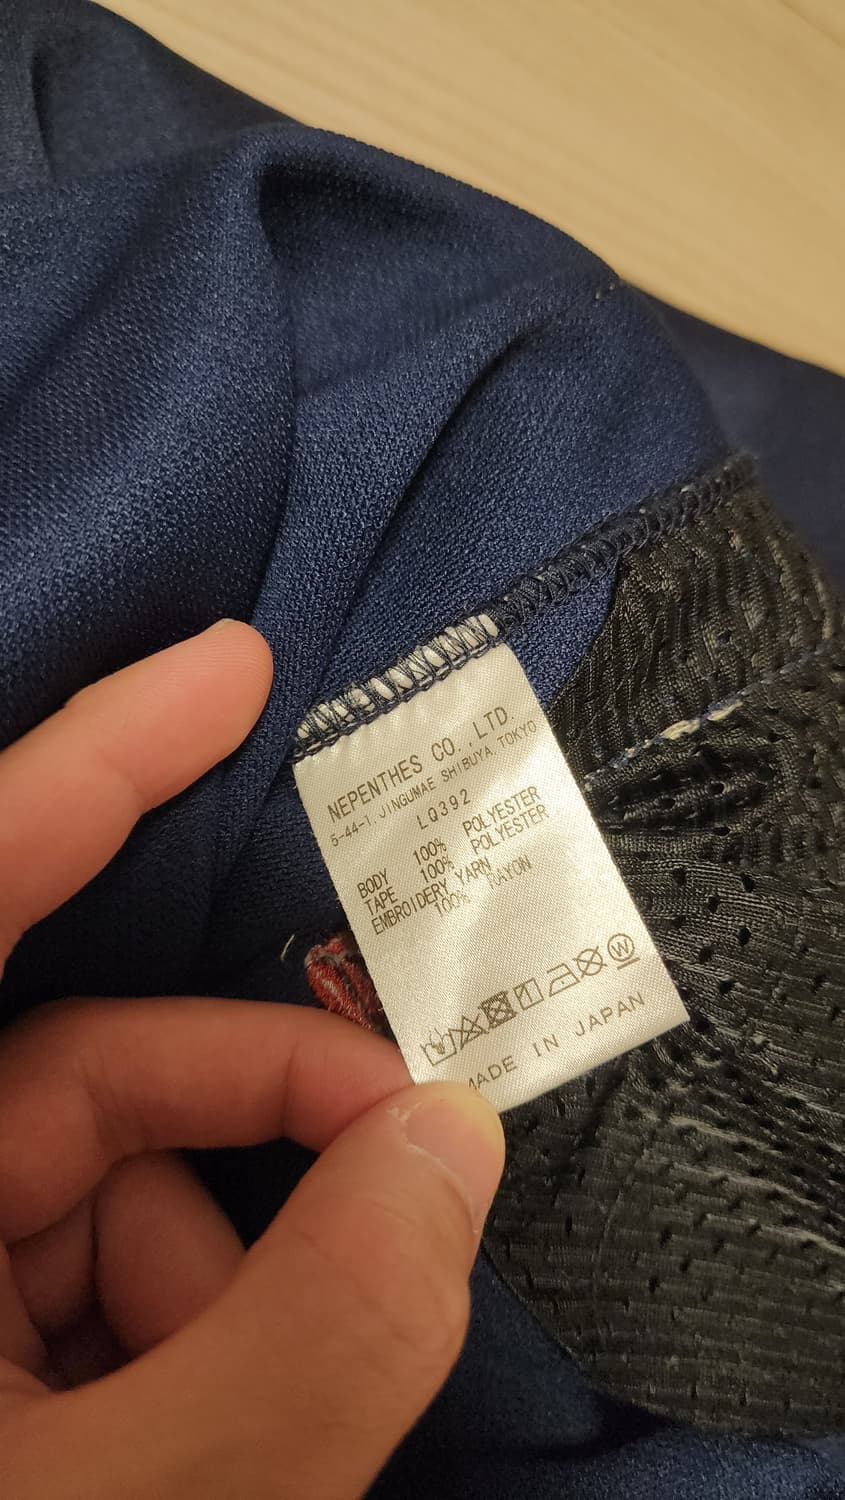 NEPENTHES CO.,LTD.
5-44-1, JINGUMAE SHIBUYA, TOKYO
LQ392
BODY 100% POLYESTER
TAPE 100% POLYESTER
EMBROIDERY YARN
100% RAYON
W
MADE IN JAPAN